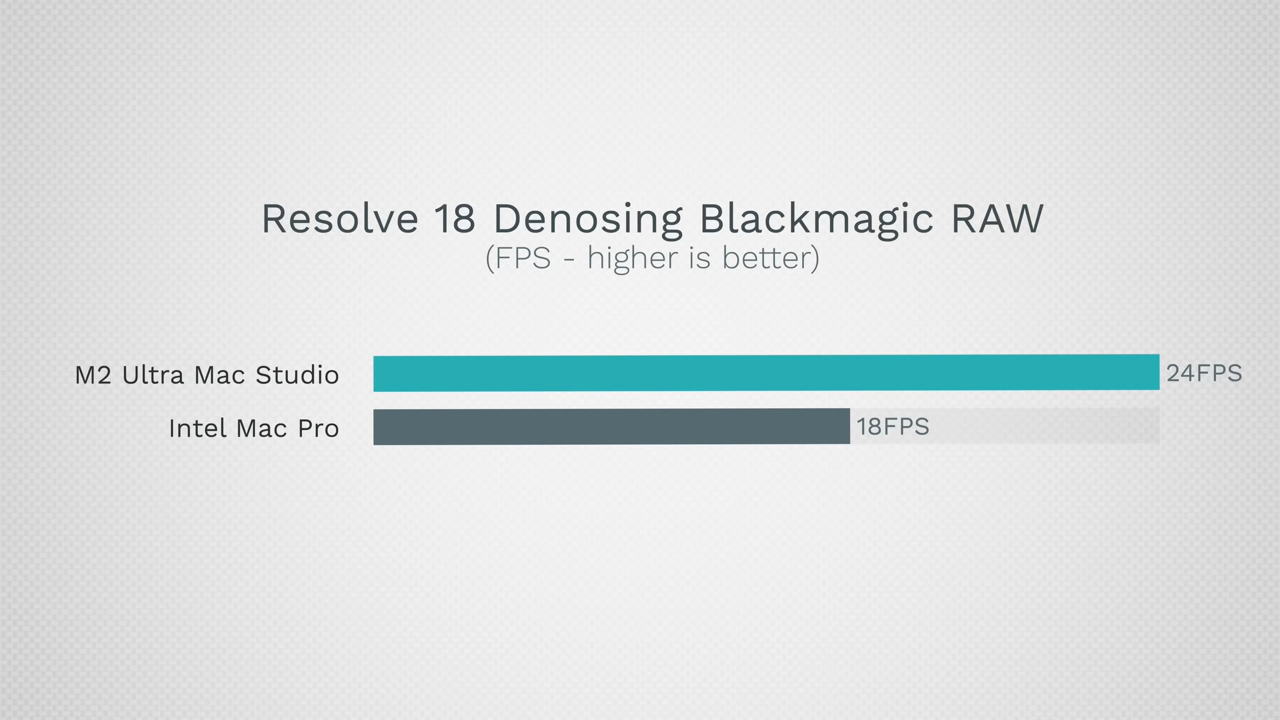 Resolve 18 Denosing Blackmagic RAW
(FPS - higher is better)
M2 Ultra Mac Studio 24FPS
Intel Mac Pro 18FPS